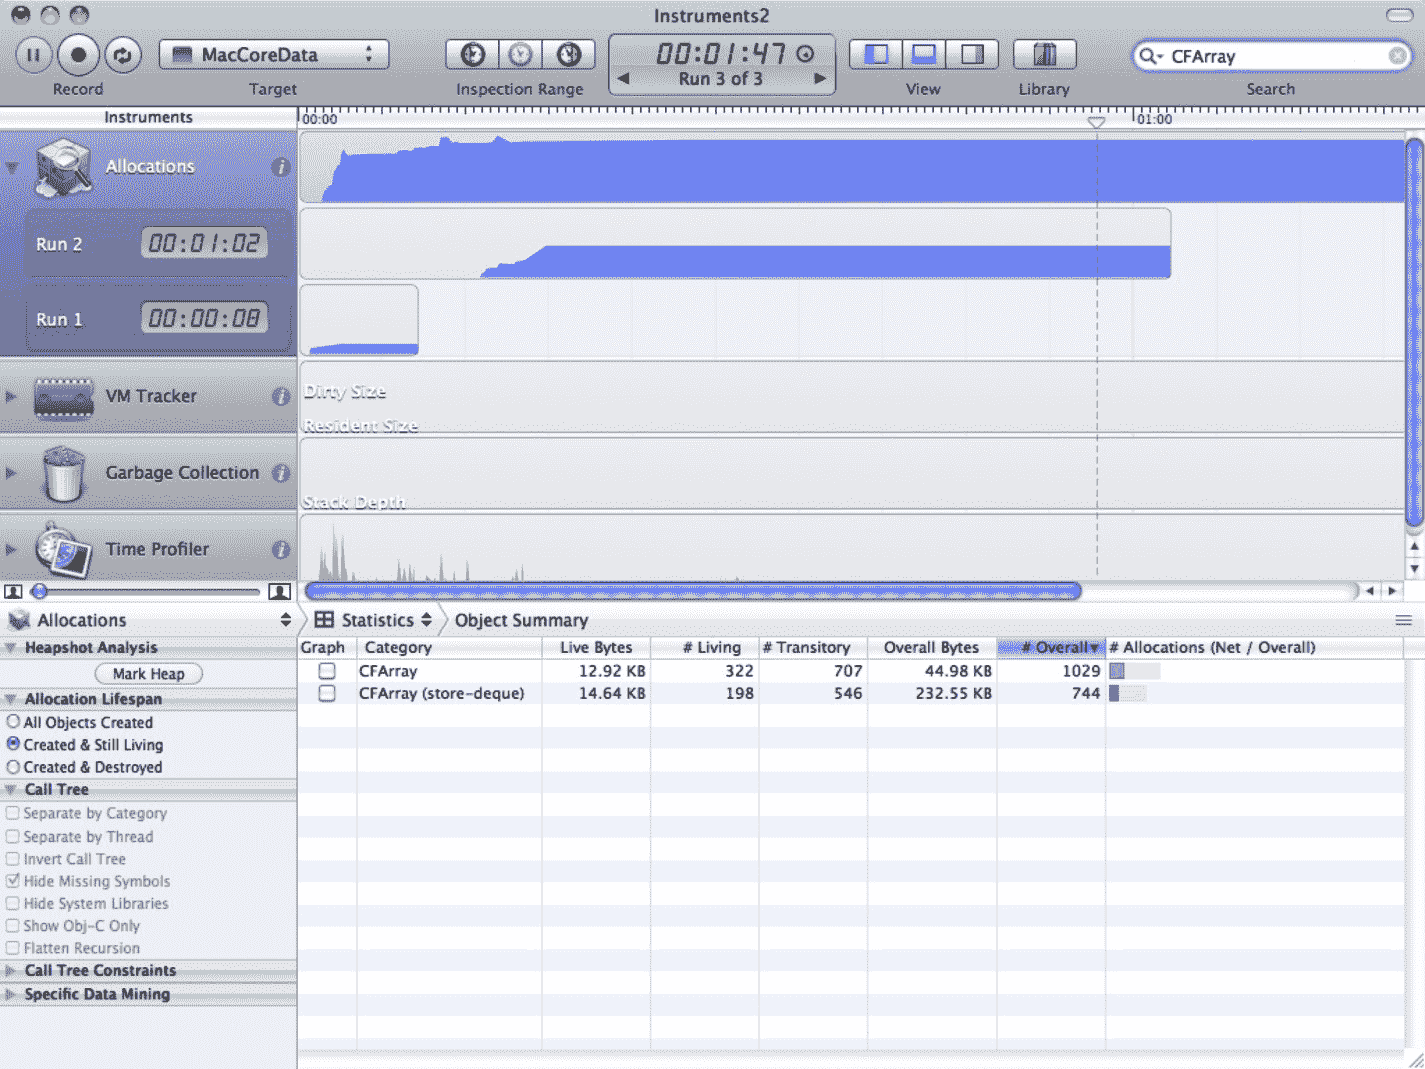 Instruments2
MacCoreData
00:01:47
Run 3 of 3
CFArray
Record
Target
Inspection Range
View
Library
Search
Instruments
00:00
01:00
Allocations
Run 2
00:01:02
Run 1
00:00:08
VM Tracker
Dirty Size
Resident Size
Garbage Collection
Stack Depth
Time Profiler
Allocations
Statistics
Object Summary
Heapshot Analysis
Mark Heap
Allocation Lifespan
All Objects Created
Created & Still Living
Created & Destroyed
Call Tree
Separate by Category
Separate by Thread
Invert Call Tree
Hide Missing Symbols
Hide System Libraries
Show Obj-C Only
Flatten Recursion
Call Tree Constraints
Specific Data Mining
Graph Category Live Bytes # Living # Transitory Overall Bytes # Overall # Allocations (Net / Overall)
CFArray 12.92 KB 322 707 44.98 KB 1029
CFArray (store-deque) 14.64 KB 198 546 232.55 KB 744